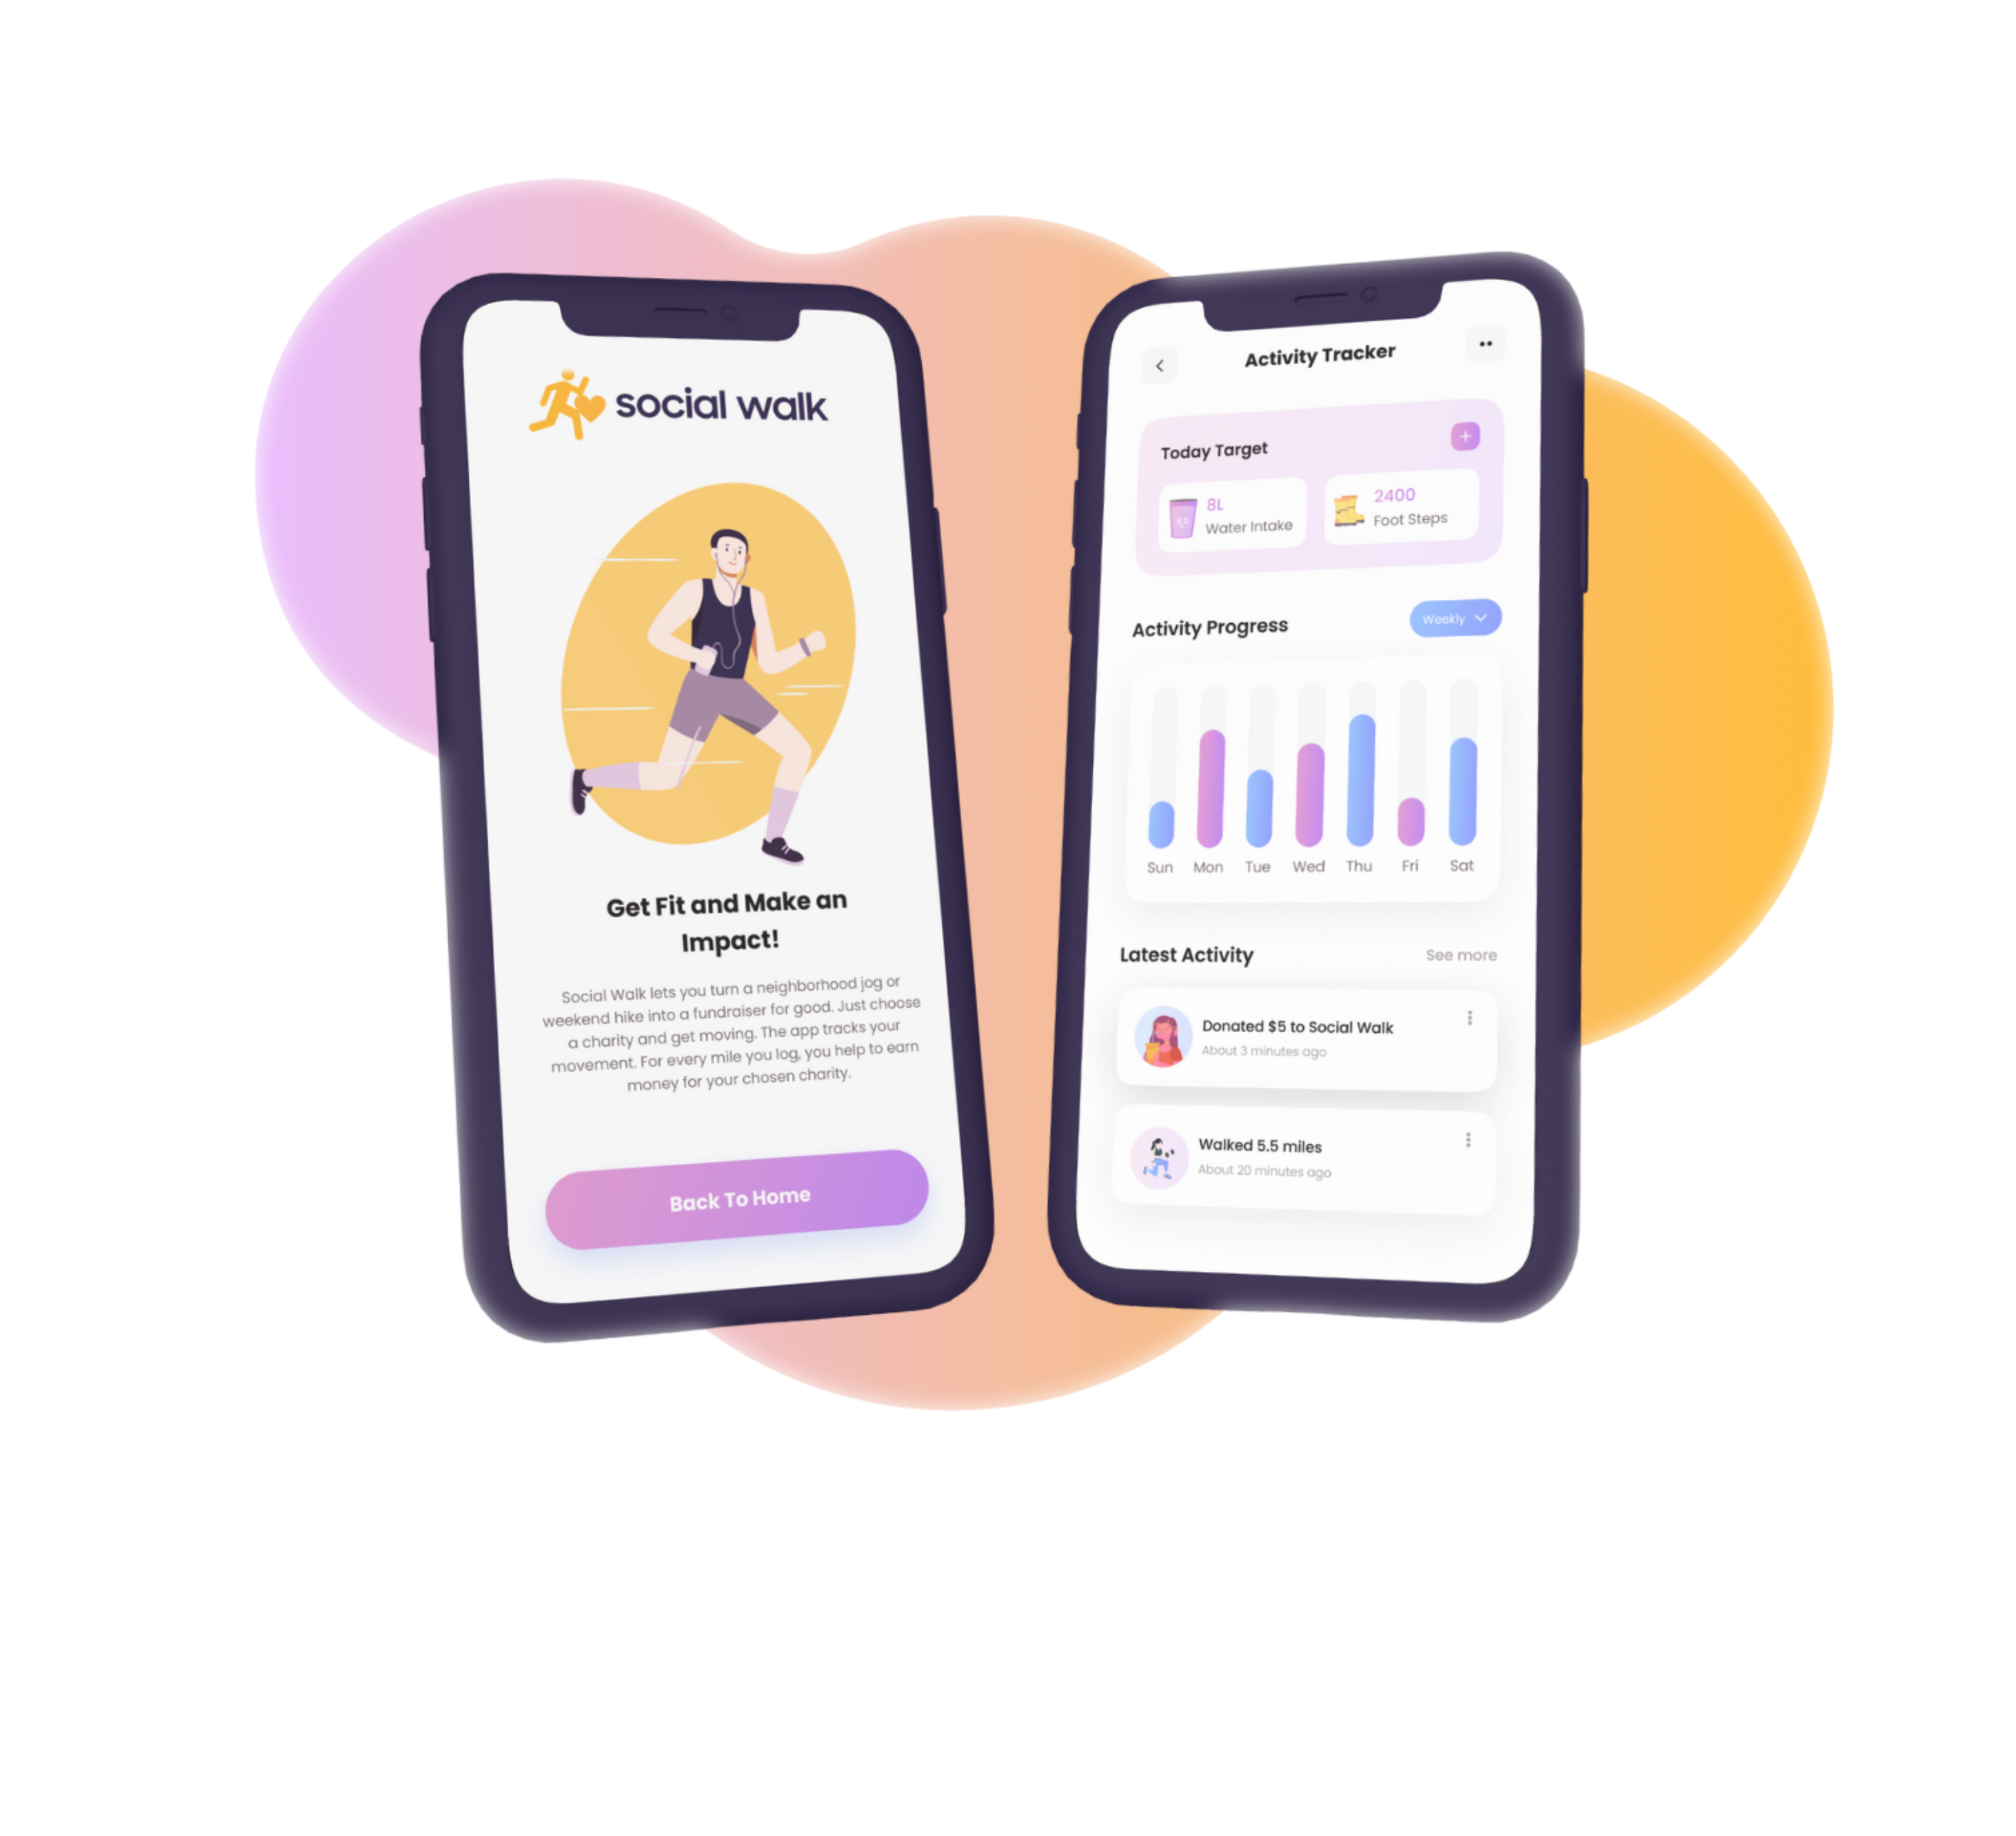 social walk
Get Fit and Make an
Impact!
Social Walk lets you turn a neighborhood jog or
weekend hike into a fundraiser for good. Just choose
a charity and get moving. The app tracks your
movement. For every mile you log, you help to earn
money for your chosen charity.
Back To Home
Activity Tracker
Today Target
8L
Water Intake
2400
Foot Steps
Activity Progress
Weekly
Sun Mon Tue Wed Thu Fri Sat
Latest Activity
See more
Donated $5 to Social Walk
About 3 minutes ago
Walked 5.5 miles
About 20 minutes ago